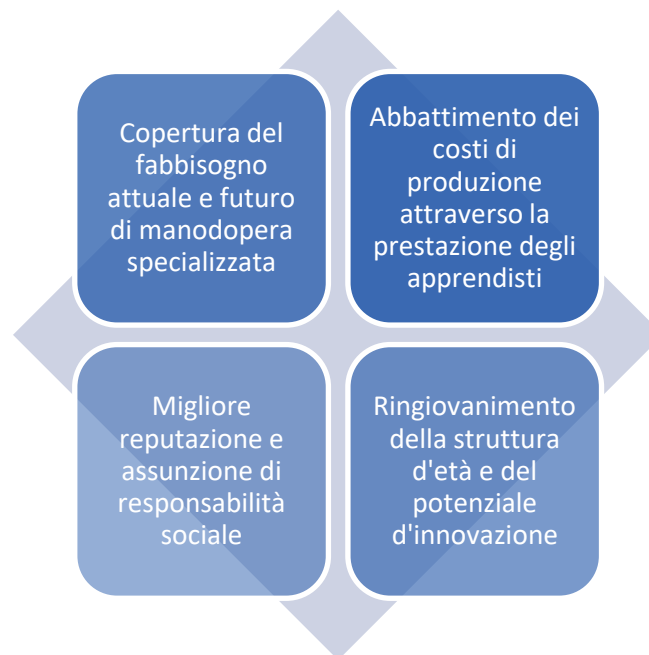 Copertura del
fabbisogno
attuale e futuro
di manodopera
specializzata
Abbattimento dei
costi di
produzione
attraverso la
prestazione degli
apprendisti
Migliore
reputazione e
assunzione di
responsabilità
sociale
Ringiovanimento
della struttura
d'età e del
potenziale
d'innovazione